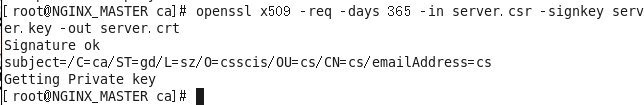 [root@NGINX_MASTER ca]# openssl x509 -req -days 365 -in server.csr -signkey serv
er.key -out server.crt
Signature ok
subject=/C=ca/ST=gd/L=sz/O=csscis/OU=cs/CN=cs/emailAddress=cs
Getting Private key
[root@NGINX_MASTER ca]#